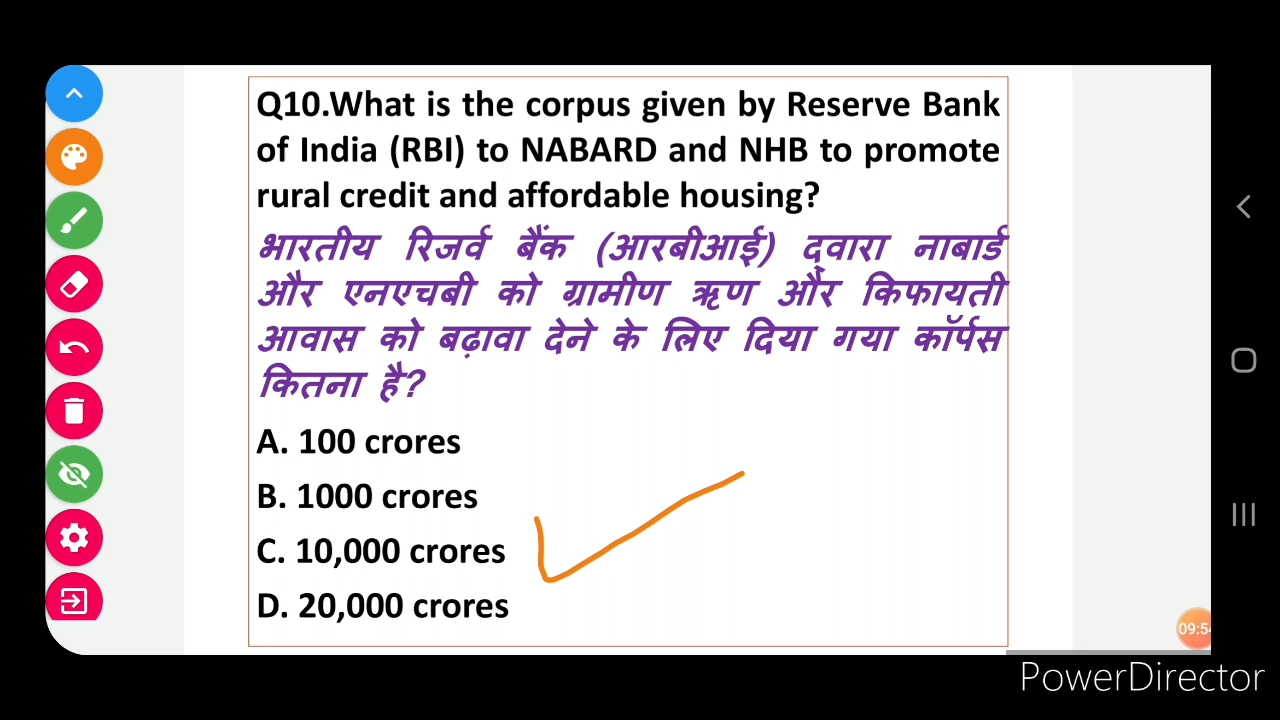 Q10.What is the corpus given by Reserve Bank
of India (RBI) to NABARD and NHB to promote
rural credit and affordable housing?
भारतीय रिजर्व बैंक (आरबीआई) द्वारा नाबार्ड
और एनएचबी को ग्रामीण ऋण और किफायती
आवास को बढ़ावा देने के लिए दिया गया कॉर्पस
कितना है?
A. 100 crores
B. 1000 crores
C. 10,000 crores
D. 20,000 crores
PowerDirector